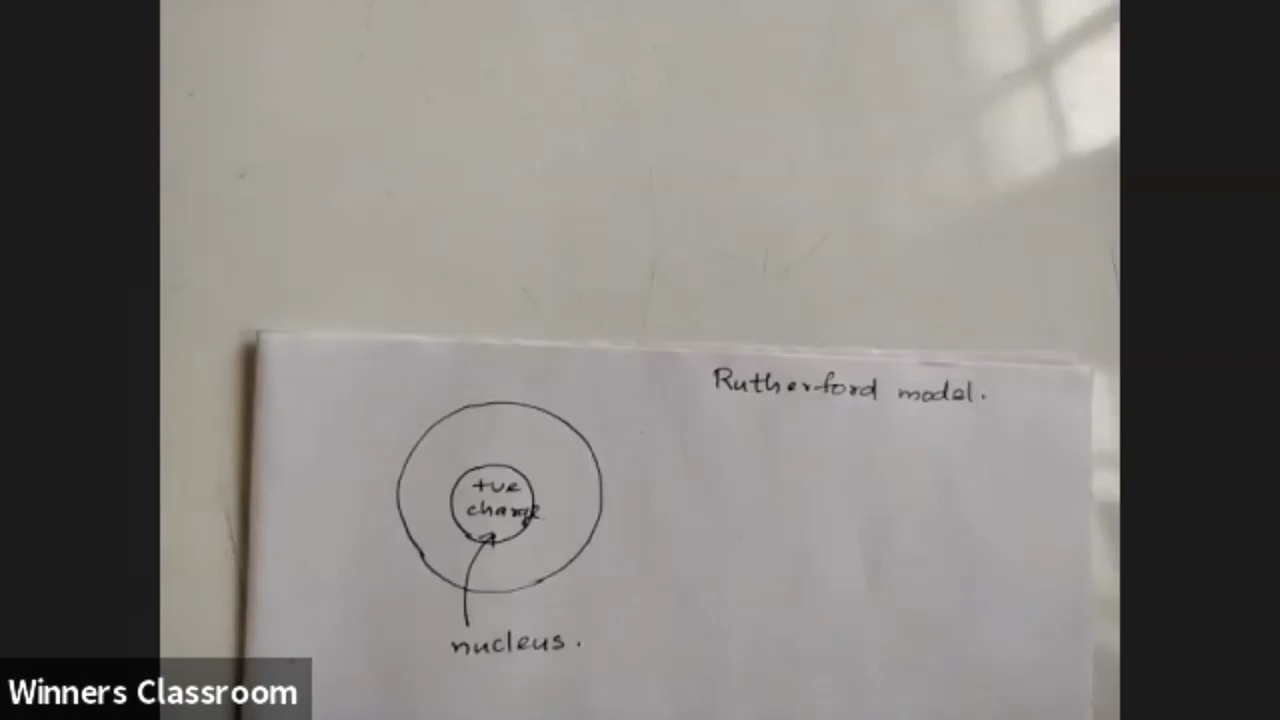 Rutherford model.
+ve
charge
nucleus.
Winners Classroom